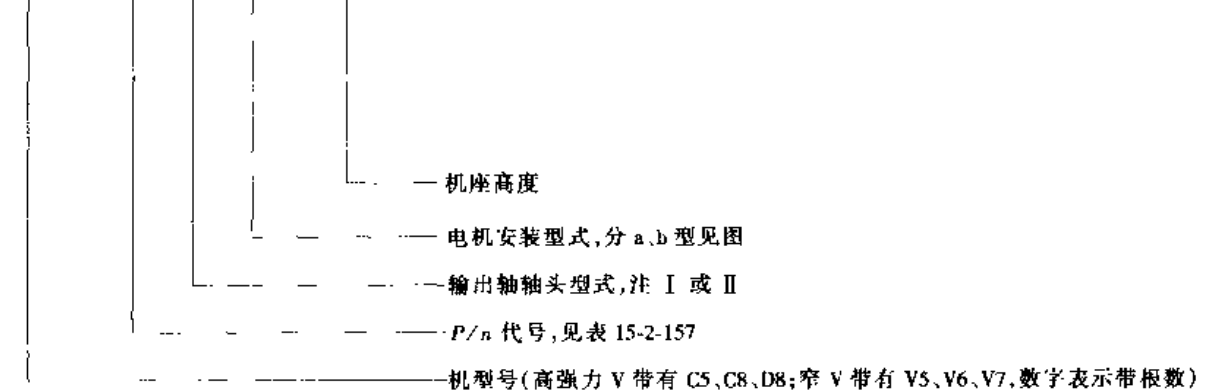 机座高度
电机安装型式,分 a、b 型见图
输出轴轴头型式,注 Ⅰ 或 Ⅱ
P/n 代号,见表 15-2-157
机型号(高强力 V 带有 C5、C8、D8;窄 V 带有 V5、V6、V7,数字表示带根数)